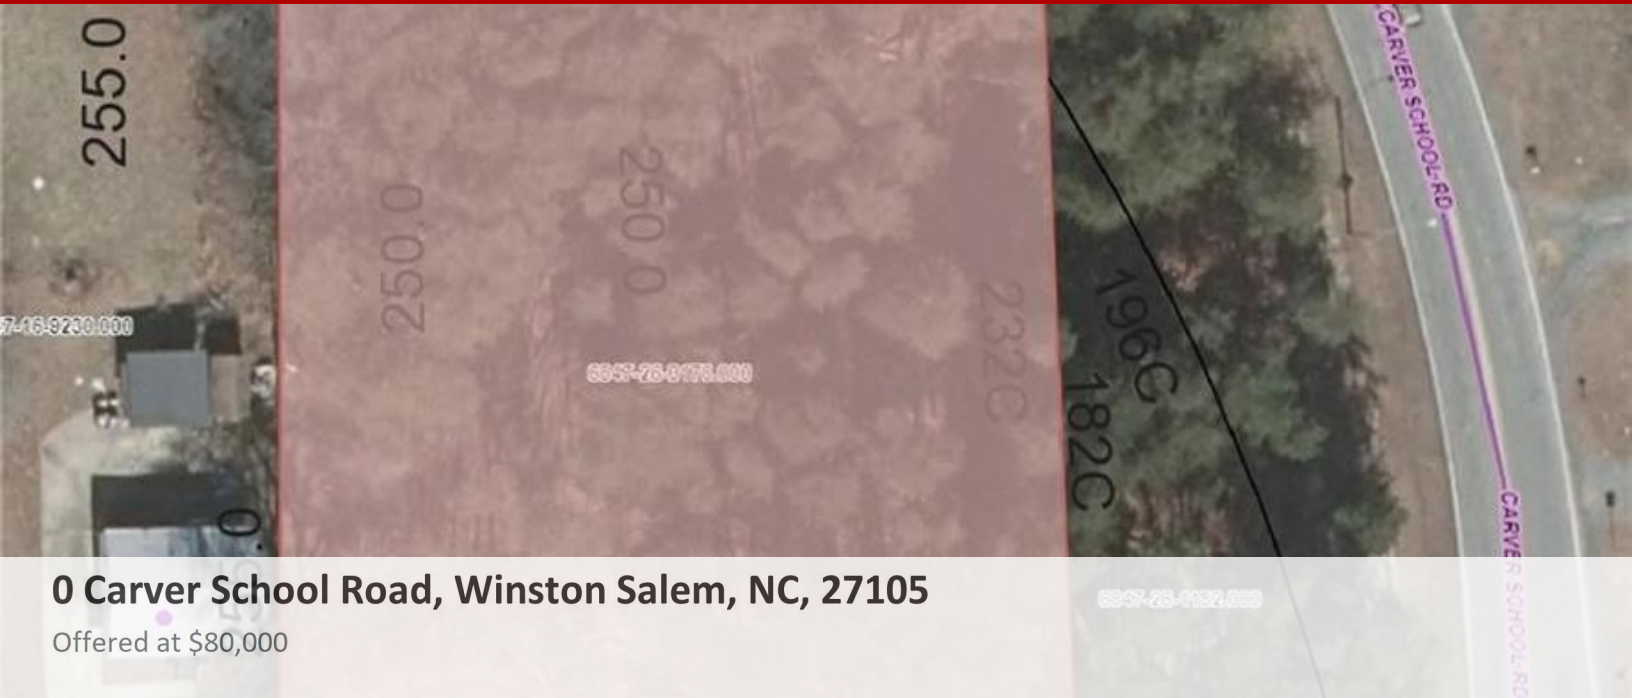 255.0
CARVER SCHOOL RD
250.0
250.0
232C
196C
182C
CARVER SCHOOL RD
0 Carver School Road, Winston Salem, NC, 27105
Offered at $80,000